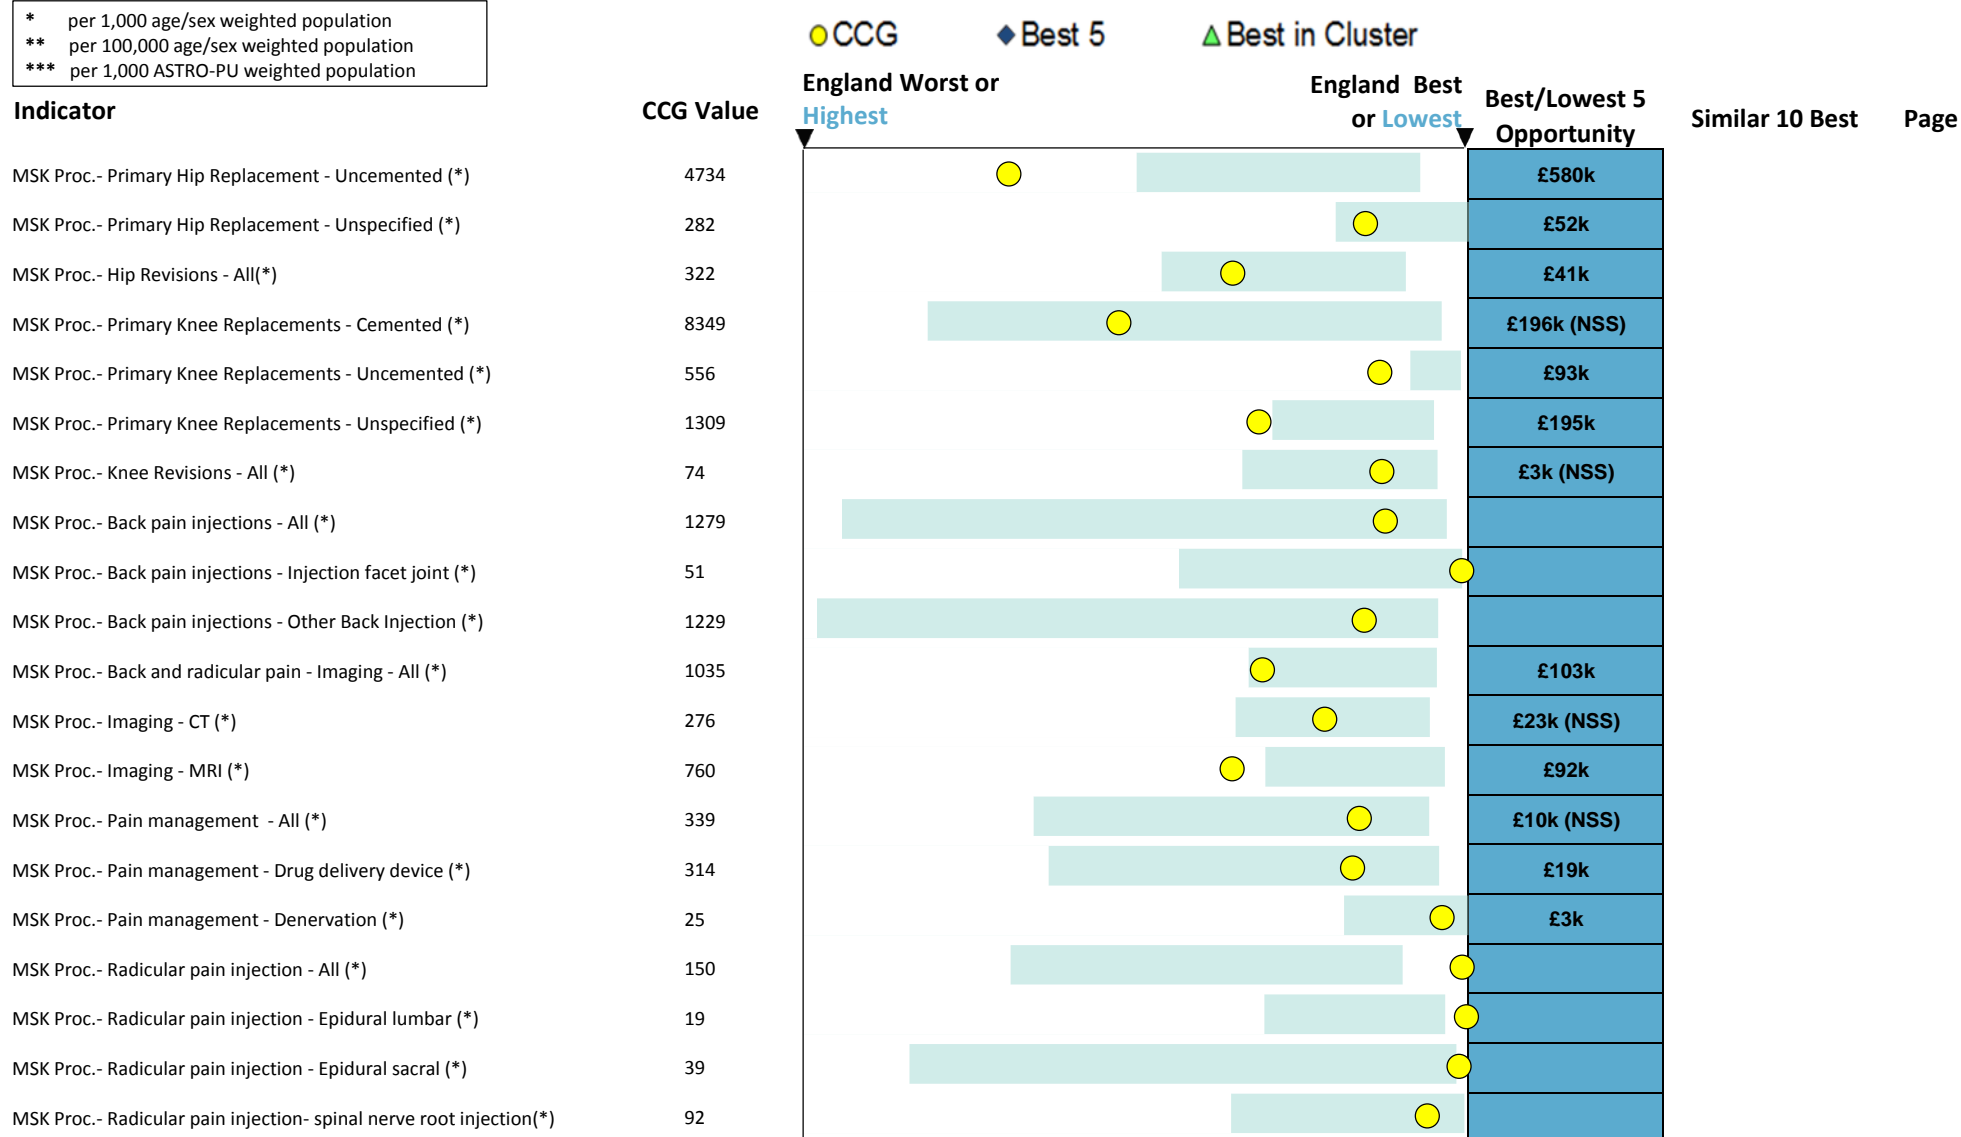 * per 1,000 age/sex weighted population
** per 100,000 age/sex weighted population
*** per 1,000 ASTRO-PU weighted population
CCG Best 5 Best in Cluster
Indicator CCG Value England Worst or Highest England Best or Lowest Best/Lowest 5 Opportunity Similar 10 Best Page
MSK Proc.- Primary Hip Replacement - Uncemented (*) 4734 £580k
MSK Proc.- Primary Hip Replacement - Unspecified (*) 282 £52k
MSK Proc.- Hip Revisions - All(*) 322 £41k
MSK Proc.- Primary Knee Replacements - Cemented (*) 8349 £196k (NSS)
MSK Proc.- Primary Knee Replacements - Uncemented (*) 556 £93k
MSK Proc.- Primary Knee Replacements - Unspecified (*) 1309 £195k
MSK Proc.- Knee Revisions - All (*) 74 £3k (NSS)
MSK Proc.- Back pain injections - All (*) 1279
MSK Proc.- Back pain injections - Injection facet joint (*) 51
MSK Proc.- Back pain injections - Other Back Injection (*) 1229
MSK Proc.- Back and radicular pain - Imaging - All (*) 1035 £103k
MSK Proc.- Imaging - CT (*) 276 £23k (NSS)
MSK Proc.- Imaging - MRI (*) 760 £92k
MSK Proc.- Pain management - All (*) 339 £10k (NSS)
MSK Proc.- Pain management - Drug delivery device (*) 314 £19k
MSK Proc.- Pain management - Denervation (*) 25 £3k
MSK Proc.- Radicular pain injection - All (*) 150
MSK Proc.- Radicular pain injection - Epidural lumbar (*) 19
MSK Proc.- Radicular pain injection - Epidural sacral (*) 39
MSK Proc.- Radicular pain injection- spinal nerve root injection(*) 92